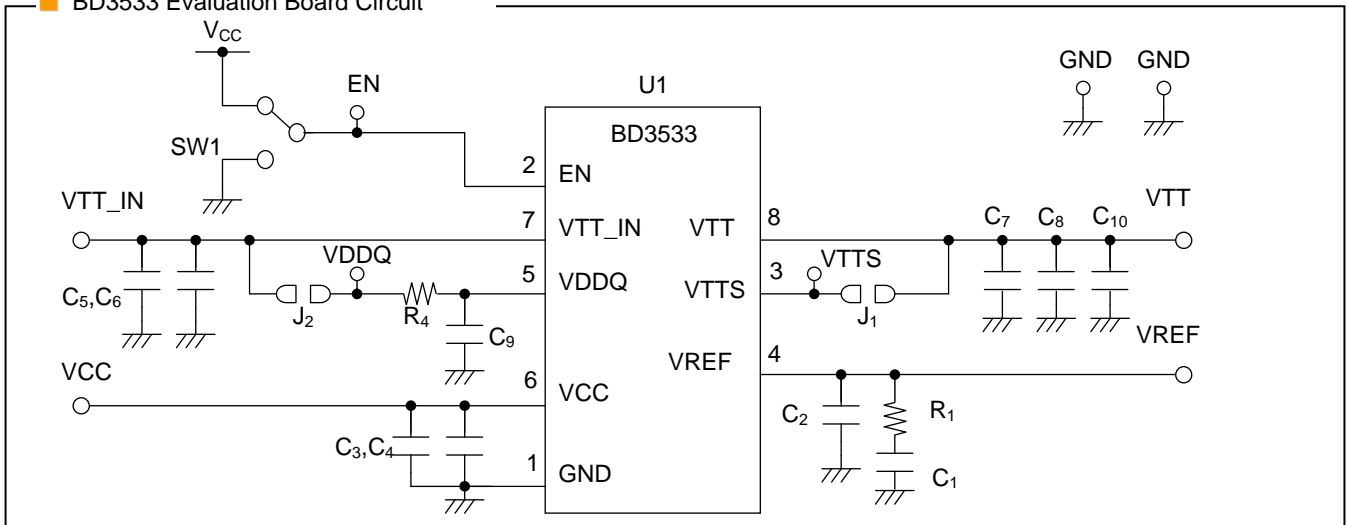 BD3533 Evaluation Board Circuit
VCC
EN
SW1
U1
BD3533
GND GND
2 EN
VTT_IN
7 VTT_IN
VTT 8
C7 C8 C10
VTT
VDDQ
5 VDDQ
VTTS
VTTS 3
C5,C6
J2
R4
C9
J1
VREF 4
VREF
VCC
6 VCC
C3,C4
1 GND
C2
R1
C1